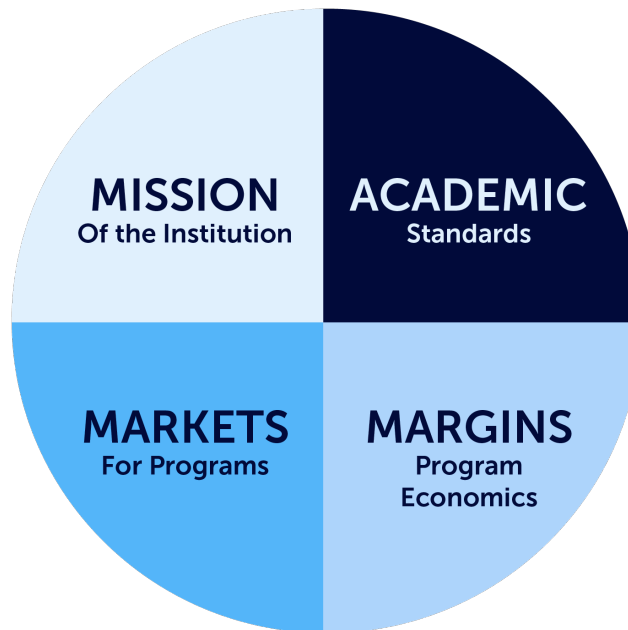 MISSION
Of the Institution
ACADEMIC
Standards
MARKETS
For Programs
MARGINS
Program
Economics